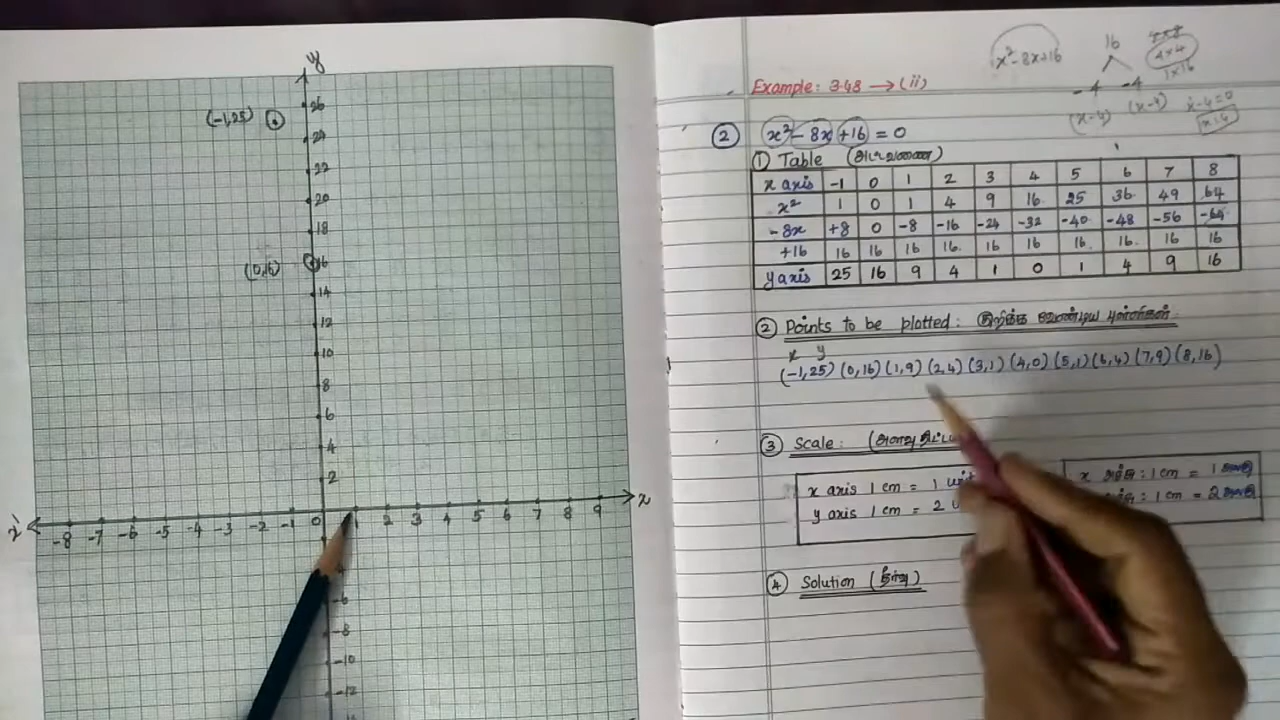 y
26
(-1,25)
24
22
20
18
(0,16) 16
14
12
10
8
6
4
2
x' -8 -7 -6 -5 -4 -3 -2 -1 0 1 2 3 4 5 6 7 8 9 x
-6
-8
-10
-12
x²-8x+16
16
-4 -4
(x-4) (x-4)
4x4
1x16
x-4=0
x=4
Example: 3.48 → (ii)
② x² - 8x + 16 = 0
① Table (அட்டவணை)
x axis -1 0 1 2 3 4 5 6 7 8
x² 1 0 1 4 9 16 25 36 49 64
-8x +8 0 -8 -16 -24 -32 -40 -48 -56 -64
+16 16 16 16 16 16 16 16 16 16 16
y axis 25 16 9 4 1 0 1 4 9 16
② Points to be plotted: குறிக்க வேண்டிய புள்ளிகள்
x y
(-1,25) (0,16) (1,9) (2,4) (3,1) (4,0) (5,1) (6,4) (7,9) (8,16)
③ Scale:
x axis 1 cm = 1 unit
y axis 1 cm = 2
x அச்சு : 1 cm = 1 அலகு
: 1 cm = 2 அலகு
④ Solution (தீர்வு)